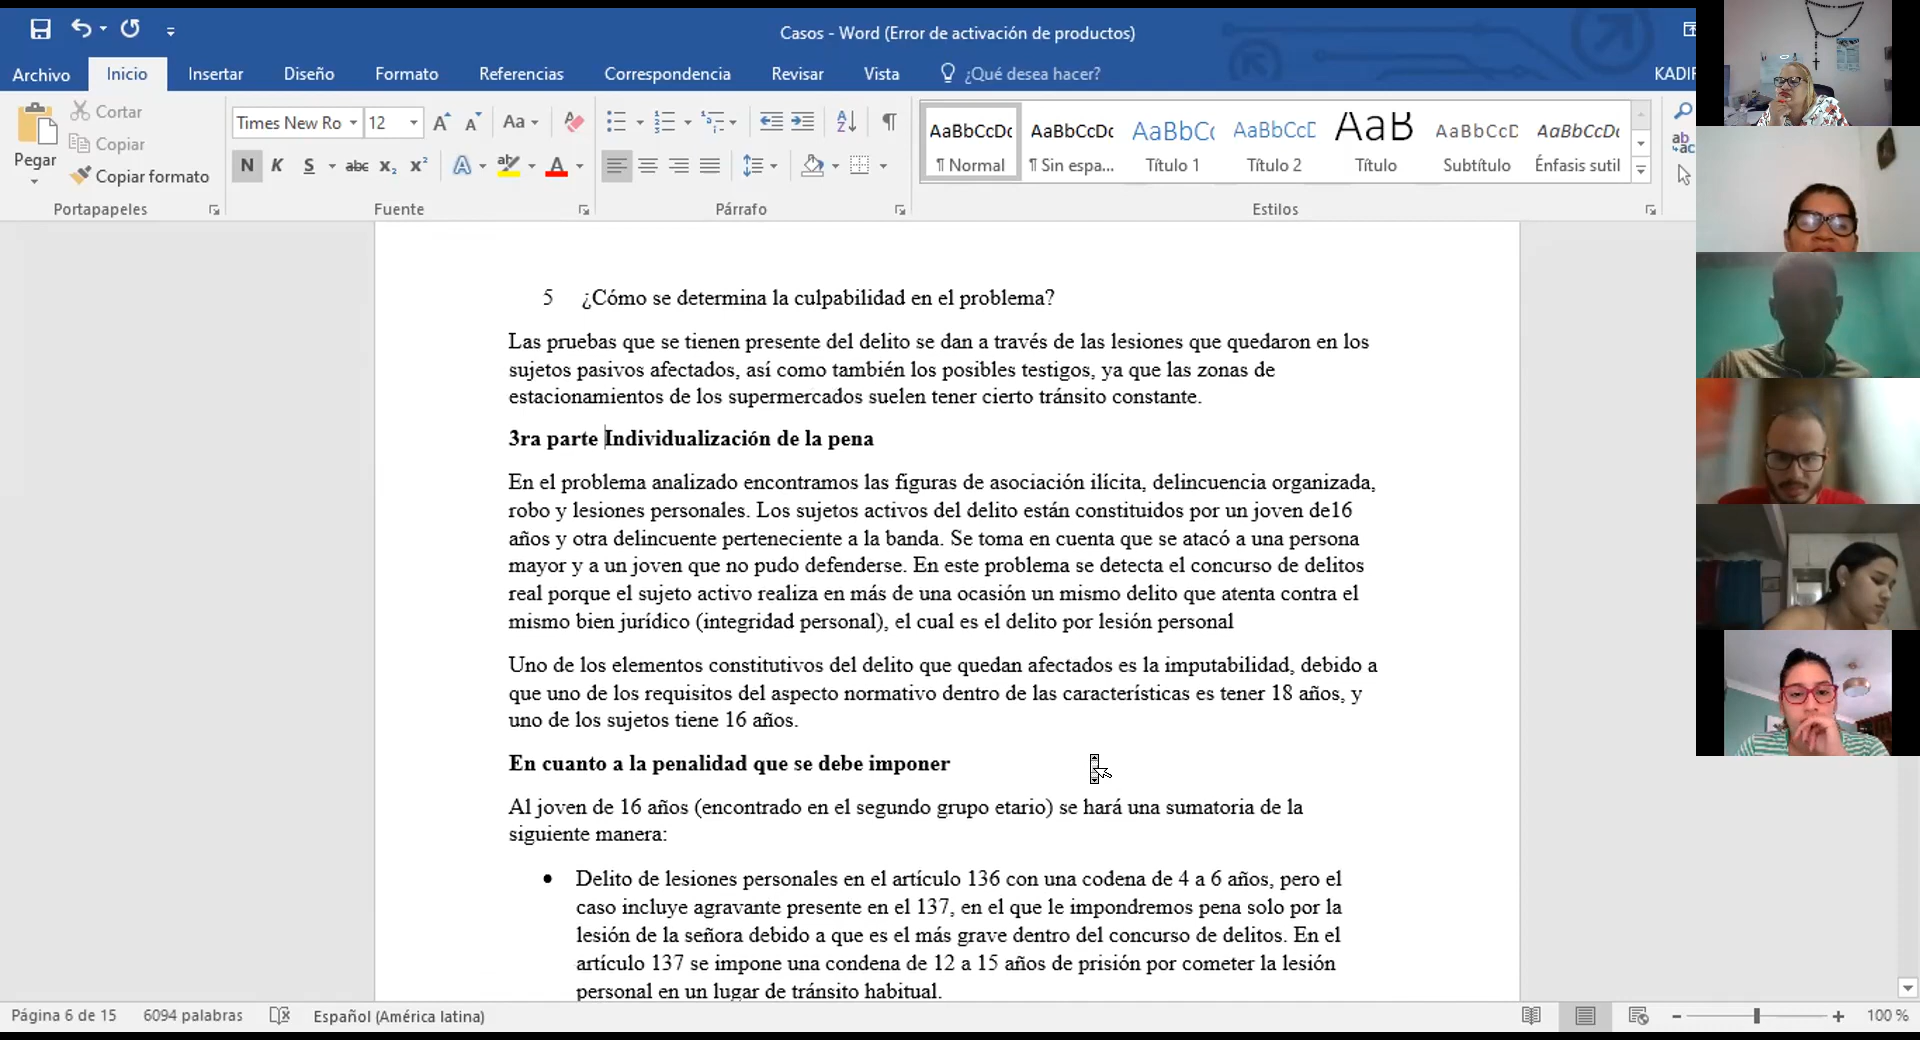 Casos - Word (Error de activación de productos)
Archivo Inicio Insertar Diseño Formato Referencias Correspondencia Revisar Vista ¿Qué desea hacer?
Cortar
Copiar
Copiar formato
Pegar
Portapapeles
Times New Ro 12 Aa
N K S abc x₂ x² A ab A
Fuente
Párrafo
AaBbCcDc AaBbCcDc AaBbC AaBbCcD AaB AaBbCcD AaBbCcDc
¶ Normal ¶ Sin espa... Título 1 Título 2 Título Subtítulo Énfasis sutil
Estilos
5 ¿Cómo se determina la culpabilidad en el problema?
Las pruebas que se tienen presente del delito se dan a través de las lesiones que quedaron en los
sujetos pasivos afectados, así como también los posibles testigos, ya que las zonas de
estacionamientos de los supermercados suelen tener cierto tránsito constante.
3ra parte Individualización de la pena
En el problema analizado encontramos las figuras de asociación ilícita, delincuencia organizada,
robo y lesiones personales. Los sujetos activos del delito están constituidos por un joven de16
años y otra delincuente perteneciente a la banda. Se toma en cuenta que se atacó a una persona
mayor y a un joven que no pudo defenderse. En este problema se detecta el concurso de delitos
real porque el sujeto activo realiza en más de una ocasión un mismo delito que atenta contra el
mismo bien jurídico (integridad personal), el cual es el delito por lesión personal
Uno de los elementos constitutivos del delito que quedan afectados es la imputabilidad, debido a
que uno de los requisitos del aspecto normativo dentro de las características es tener 18 años, y
uno de los sujetos tiene 16 años.
En cuanto a la penalidad que se debe imponer
Al joven de 16 años (encontrado en el segundo grupo etario) se hará una sumatoria de la
siguiente manera:
• Delito de lesiones personales en el artículo 136 con una codena de 4 a 6 años, pero el
caso incluye agravante presente en el 137, en el que le impondremos pena solo por la
lesión de la señora debido a que es el más grave dentro del concurso de delitos. En el
artículo 137 se impone una condena de 12 a 15 años de prisión por cometer la lesión
personal en un lugar de tránsito habitual.
Página 6 de 15 6094 palabras Español (América latina) 100 %